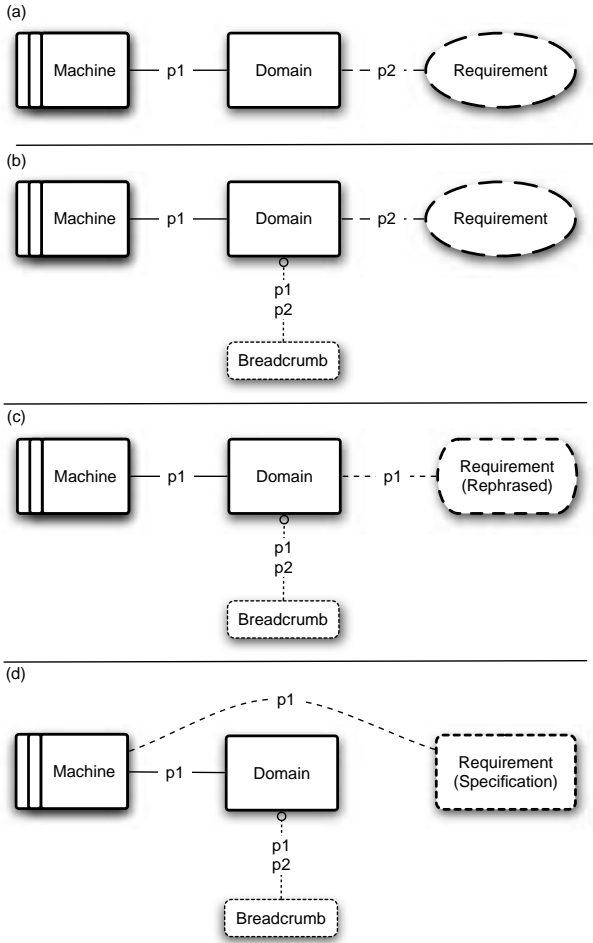 (a)
Machine
p1
Domain
p2
Requirement
(b)
Machine
p1
Domain
p2
Requirement
p1
p2
Breadcrumb
(c)
Machine
p1
Domain
p1
Requirement
(Rephrased)
p1
p2
Breadcrumb
(d)
p1
Machine
p1
Domain
Requirement
(Specification)
p1
p2
Breadcrumb